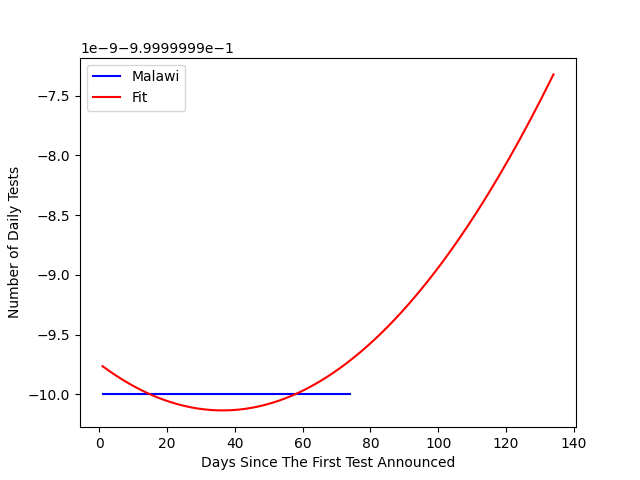 1e−9−9.9999999e−1
Malawi
Fit
−7.5
−8.0
−8.5
−9.0
−9.5
−10.0
Number of Daily Tests
0 20 40 60 80 100 120 140
Days Since The First Test Announced